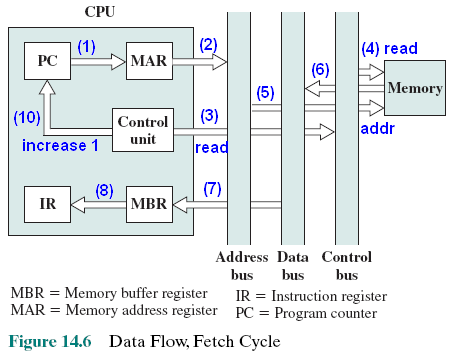 CPU
(1)
(2)
(4) read
PC
MAR
(6)
Memory
(5)
(10)
Control
unit
(3)
addr
increase 1
read
(8)
(7)
IR
MBR
Address Data Control
bus bus bus
MBR = Memory buffer register IR = Instruction register
MAR = Memory address register PC = Program counter
Figure 14.6 Data Flow, Fetch Cycle